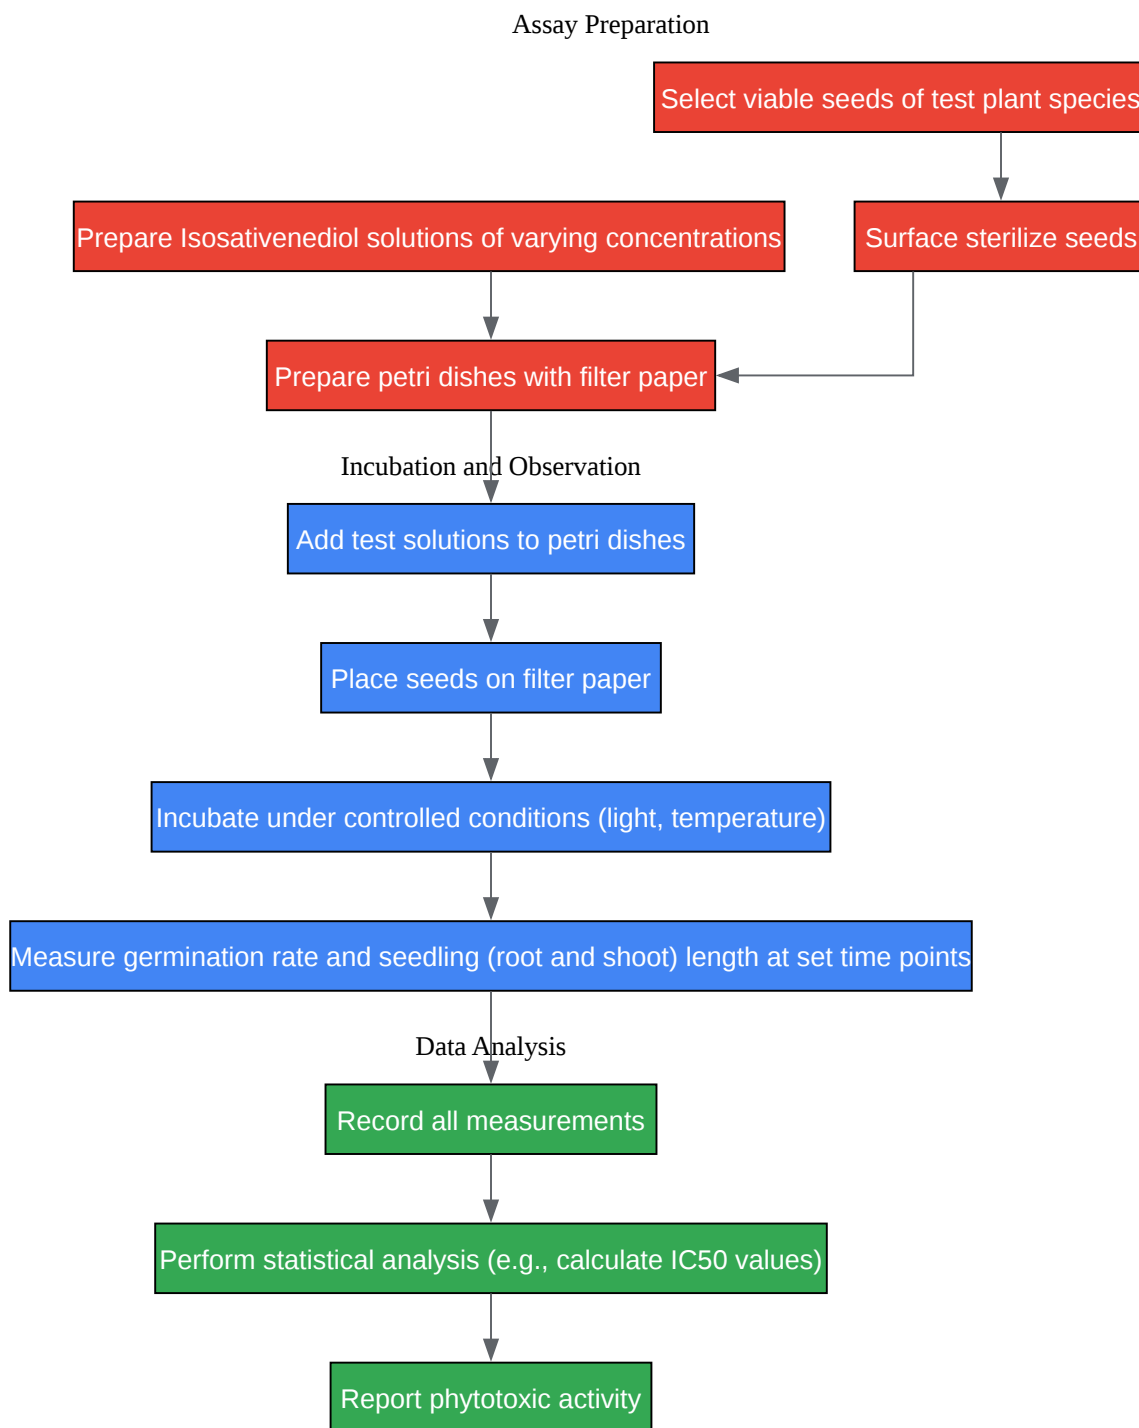 Assay Preparation
Select viable seeds of test plant species
Prepare Isosativenediol solutions of varying concentrations
Surface sterilize seeds
Prepare petri dishes with filter paper
Incubation and Observation
Add test solutions to petri dishes
Place seeds on filter paper
Incubate under controlled conditions (light, temperature)
Measure germination rate and seedling (root and shoot) length at set time points
Data Analysis
Record all measurements
Perform statistical analysis (e.g., calculate IC50 values)
Report phytotoxic activity